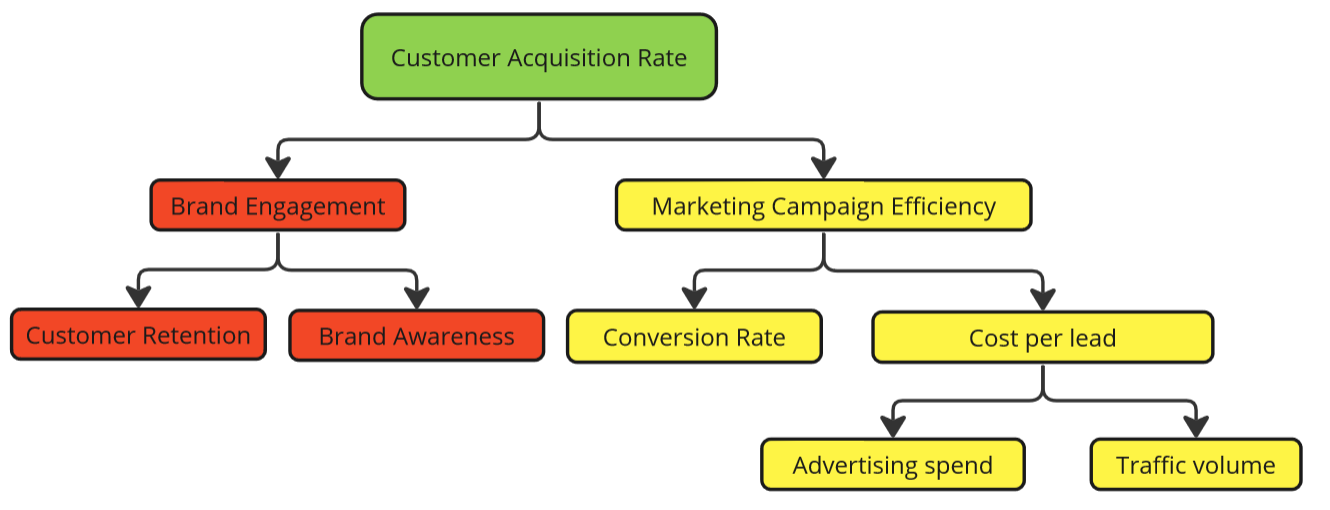 Customer Acquisition Rate
Brand Engagement
Marketing Campaign Efficiency
Customer Retention
Brand Awareness
Conversion Rate
Cost per lead
Advertising spend
Traffic volume